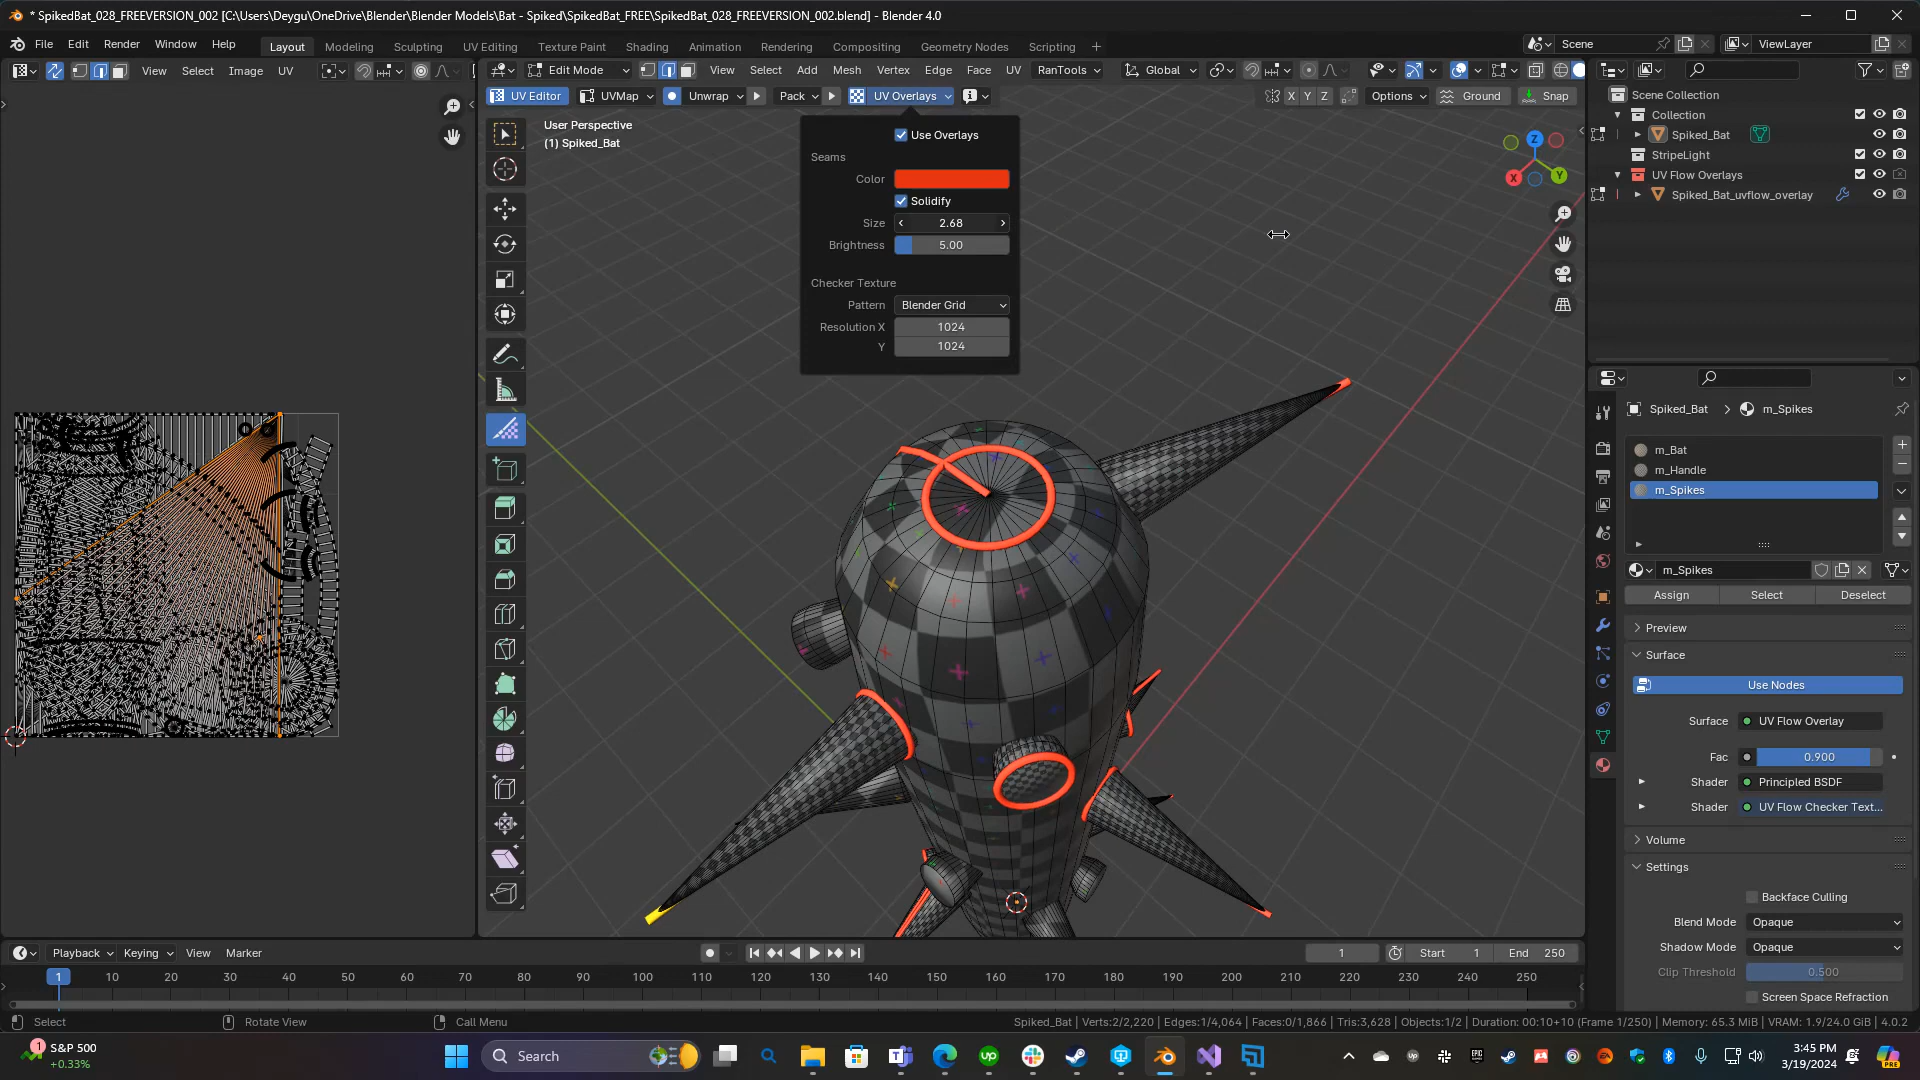 * SpikedBat_028_FREEVERSION_002 [C:\Users\Deygu\OneDrive\Blender\Blender Models\Bat - Spiked\SpikedBat_FREE\SpikedBat_028_FREEVERSION_002.blend] - Blender 4.0
File Edit Render Window Help Layout Modeling Sculpting UV Editing Texture Paint Shading Animation Rendering Compositing Geometry Nodes Scripting + Scene ViewLayer
View Select Image UV Edit Mode View Select Add Mesh Vertex Edge Face UV RanTools Global
UV Editor UVMap Unwrap Pack UV Overlays X Y Z Options Ground Snap
User Perspective
(1) Spiked_Bat
Use Overlays
Seams
Color
Solidify
Size 2.68
Brightness 5.00
Checker Texture
Pattern Blender Grid
Resolution X 1024
Y 1024
Z
X
Y
Scene Collection
Collection
Spiked_Bat
StripeLight
UV Flow Overlays
Spiked_Bat_uvflow_overlay
Spiked_Bat > m_Spikes
m_Bat
m_Handle
m_Spikes
m_Spikes
Assign Select Deselect
Preview
Surface
Use Nodes
Surface UV Flow Overlay
Fac 0.900
Shader Principled BSDF
Shader UV Flow Checker Text...
Volume
Settings
Backface Culling
Blend Mode Opaque
Shadow Mode Opaque
Clip Threshold 0.500
Screen Space Refraction
Playback Keying View Marker 1 Start 1 End 250
1 10 20 30 40 50 60 70 80 90 100 110 120 130 140 150 160 170 180 190 200 210 220 230 240 250
Select Rotate View Call Menu Spiked_Bat | Verts:2/2,220 | Edges:1/4,064 | Faces:0/1,866 | Tris:3,628 | Objects:1/2 | Duration: 00:10+10 (Frame 1/250) | Memory: 65.3 MiB | VRAM: 1.9/24.0 GiB | 4.0.2
1 S&P 500
+0.33%
Search
up
EPIC
up
EA
3:45 PM
3/19/2024
PRE